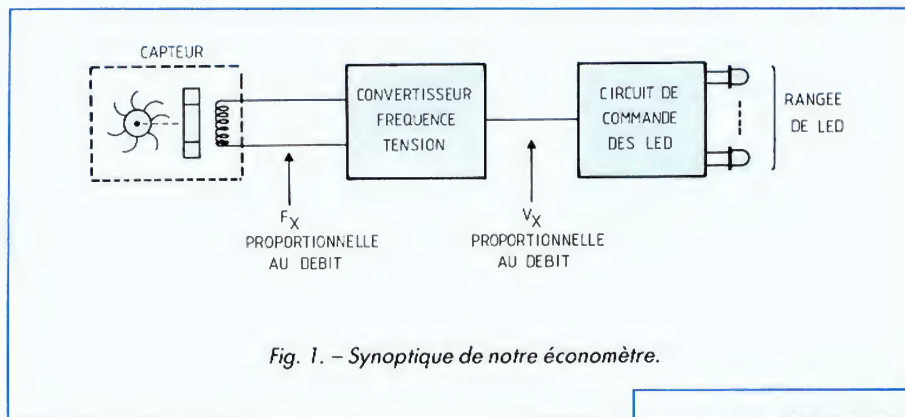 CAPTEUR
CONVERTISSEUR
FREQUENCE
TENSION
CIRCUIT DE
COMMANDE
DES LED
RANGEE
DE LED
FX
PROPORTIONNELLE
AU DEBIT
VX
PROPORTIONNELLE
AU DEBIT
Fig. 1. – Synoptique de notre économètre.